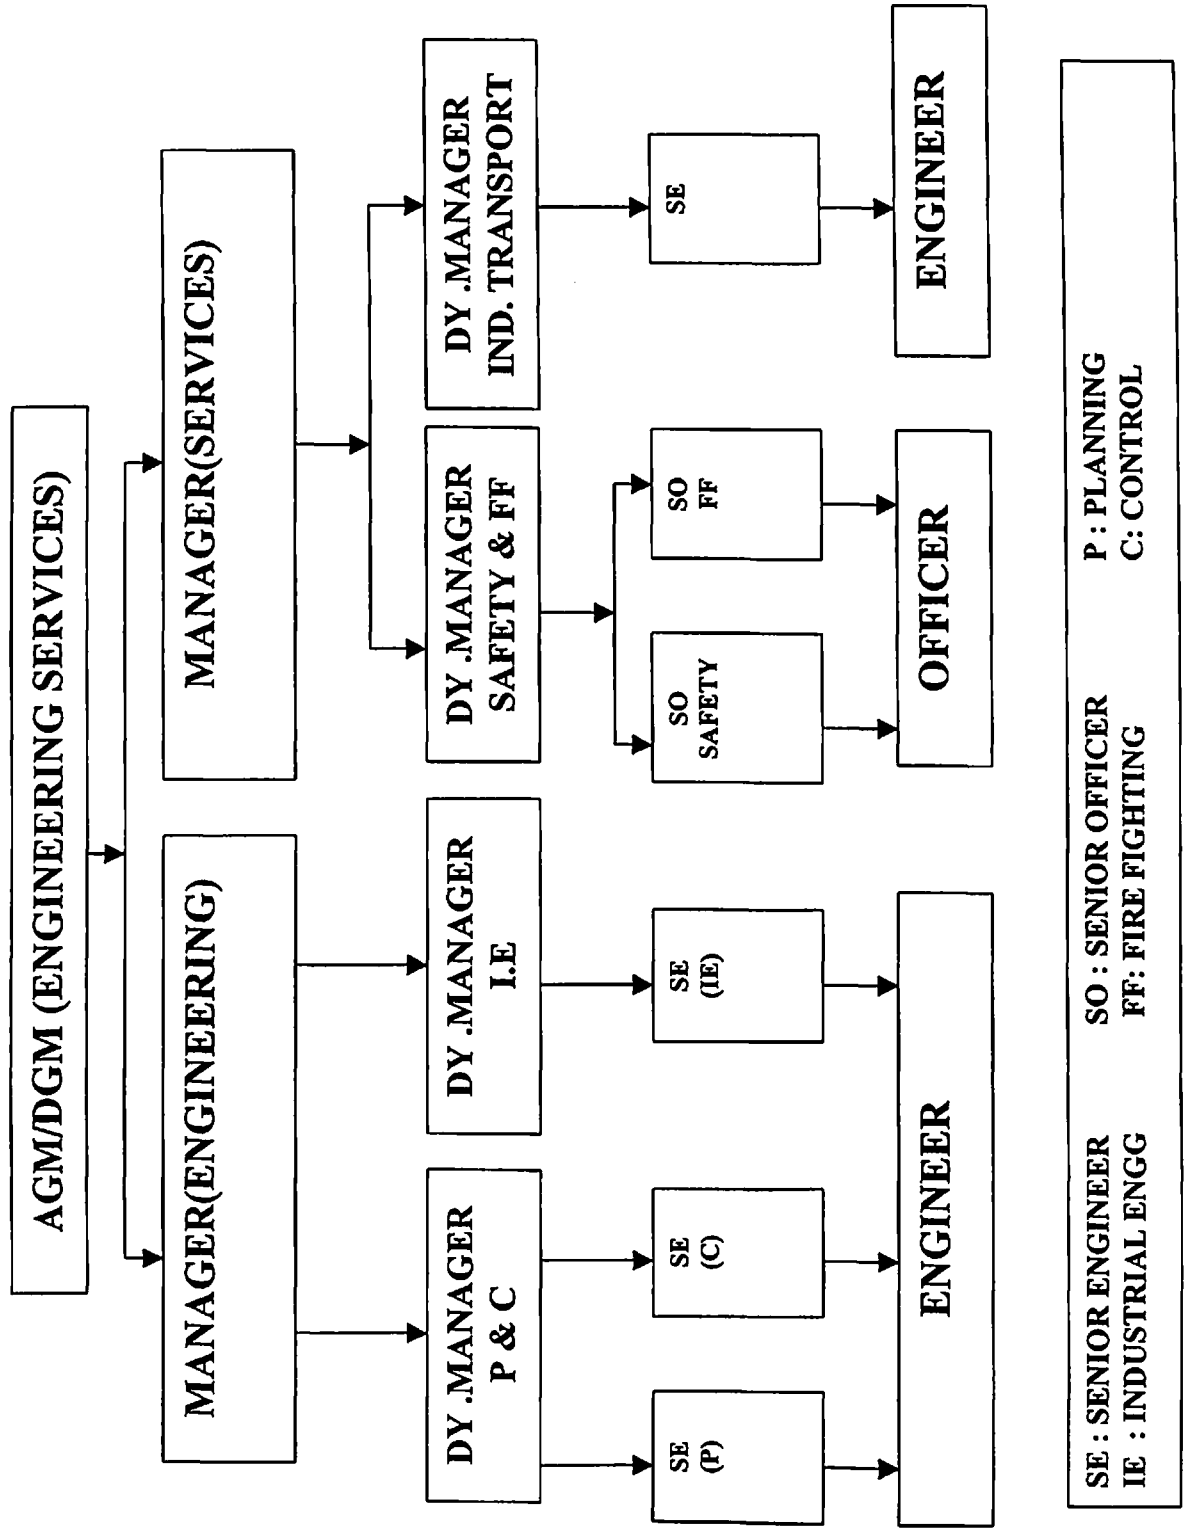 AGM/DGM (ENGINEERING SERVICES)
MANAGER(ENGINEERING)
MANAGER(SERVICES)
DY .MANAGER
P & C
DY .MANAGER
I.E
DY .MANAGER
SAFETY & FF
DY .MANAGER
IND. TRANSPORT
SE
(P)
SE
(C)
SE
(IE)
SO
SAFETY
SO
FF
SE
ENGINEER
OFFICER
ENGINEER
SE : SENIOR ENGINEER
IE : INDUSTRIAL ENGG
SO : SENIOR OFFICER
FF: FIRE FIGHTING
P : PLANNING
C: CONTROL